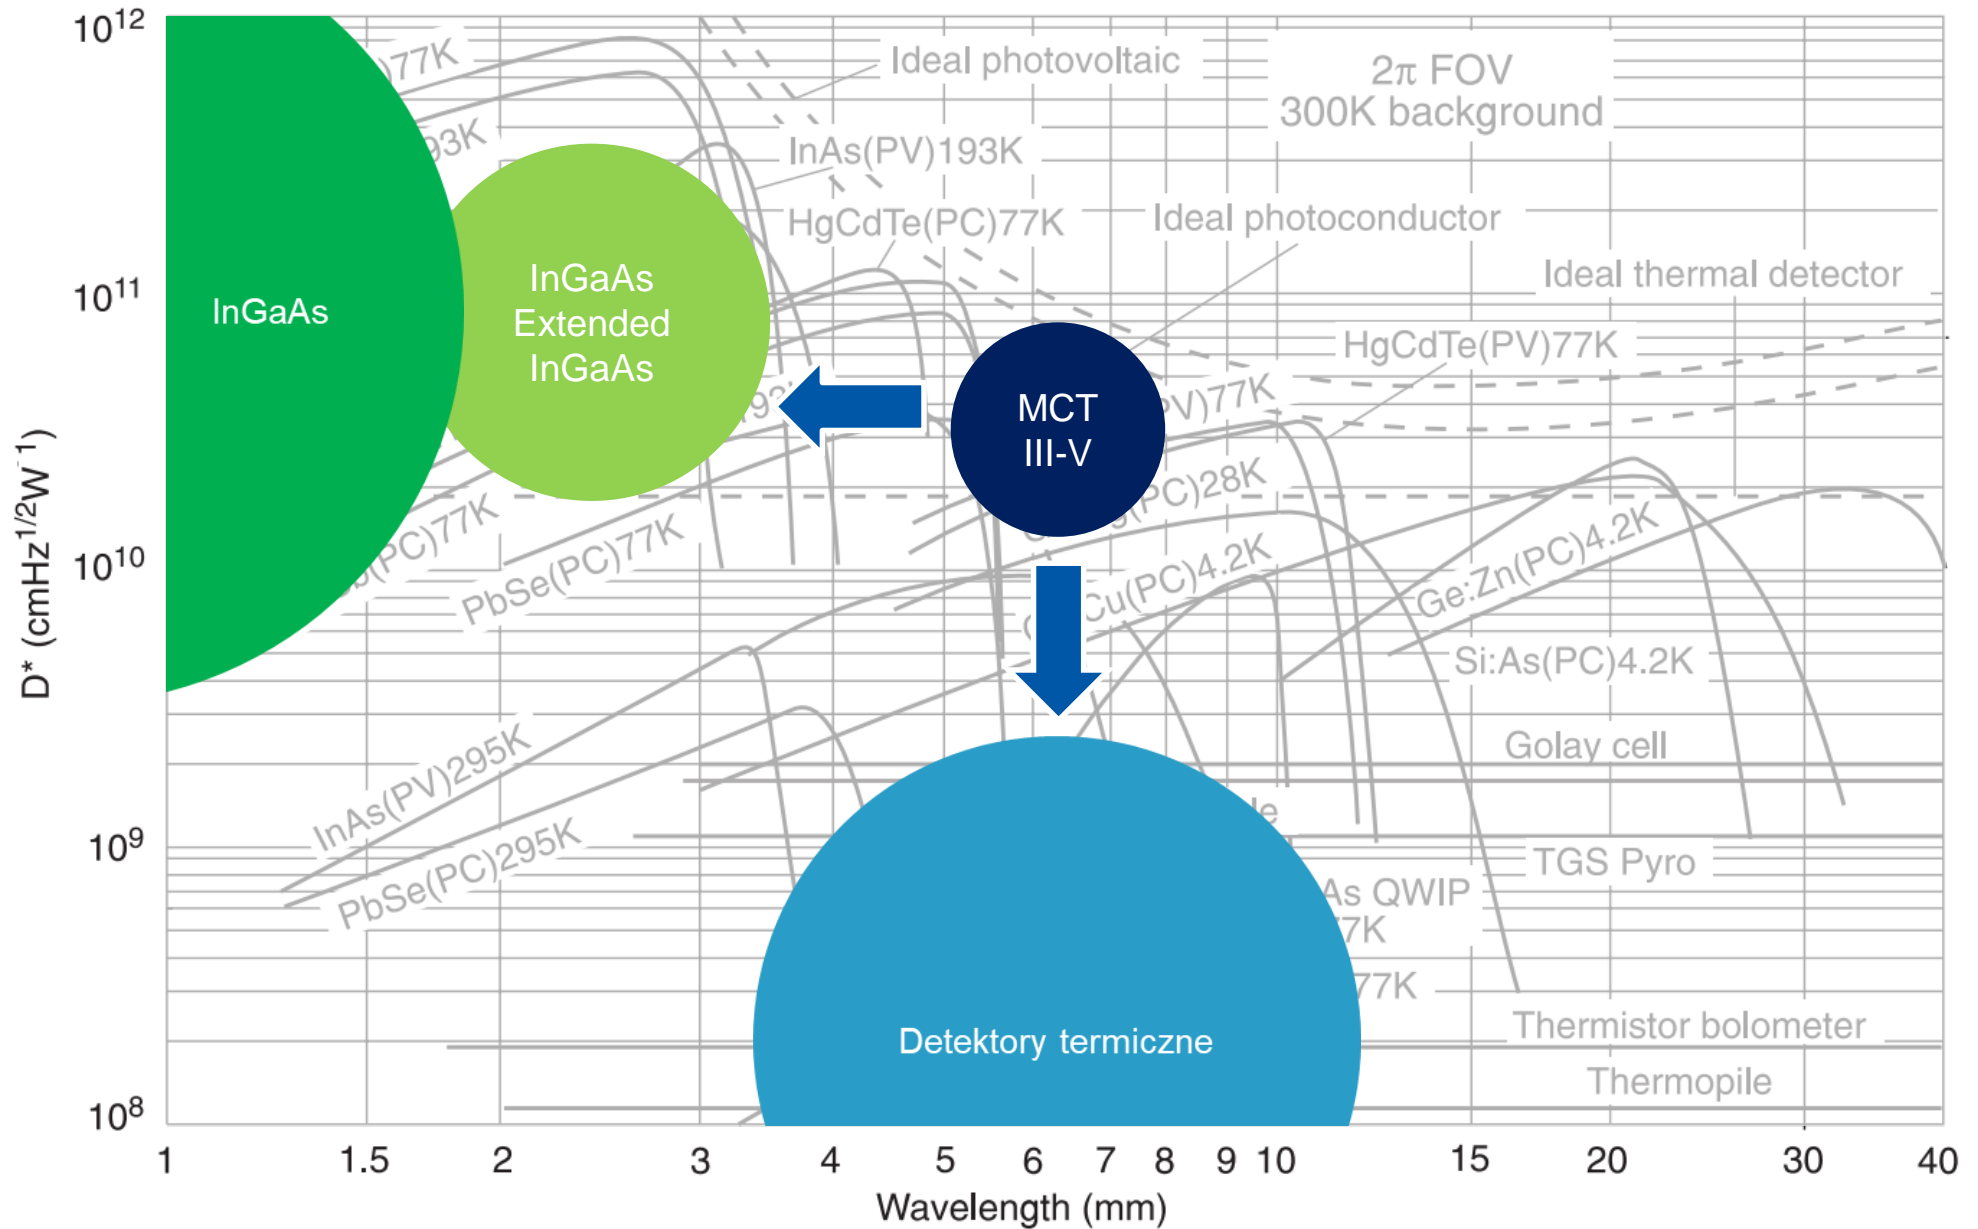 10¹²
10¹¹
10¹⁰
10⁹
10⁸
D* (cmHz1/2W 1)
)77K
93K
Ideal photovoltaic
2π FOV
300K background
InAs(PV)193K
HgCdTe(PC)77K
Ideal photoconductor
Ideal thermal detector
InGaAs
InGaAs
Extended
InGaAs
HgCdTe(PV)77K
MCT
III-V
PV)77K
(PC)28K
(PC)77K
PbSe(PC)77K
Cu(PC)4.2K
Ge:Zn(PC)4.2K
Si:As(PC)4.2K
InAs(PV)295K
Golay cell
PbSe(PC)295K
TGS Pyro
As QWIP
7K
77K
Detektory termiczne
Thermistor bolometer
Thermopile
1 1.5 2 3 4 5 6 7 8 9 10 15 20 30 40
Wavelength (mm)